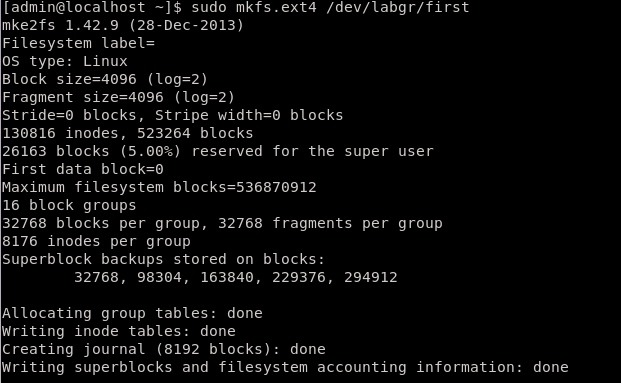 [admin@localhost ~]$ sudo mkfs.ext4 /dev/labgr/first
mke2fs 1.42.9 (28-Dec-2013)
Filesystem label=
OS type: Linux
Block size=4096 (log=2)
Fragment size=4096 (log=2)
Stride=0 blocks, Stripe width=0 blocks
130816 inodes, 523264 blocks
26163 blocks (5.00%) reserved for the super user
First data block=0
Maximum filesystem blocks=536870912
16 block groups
32768 blocks per group, 32768 fragments per group
8176 inodes per group
Superblock backups stored on blocks:
        32768, 98304, 163840, 229376, 294912

Allocating group tables: done
Writing inode tables: done
Creating journal (8192 blocks): done
Writing superblocks and filesystem accounting information: done